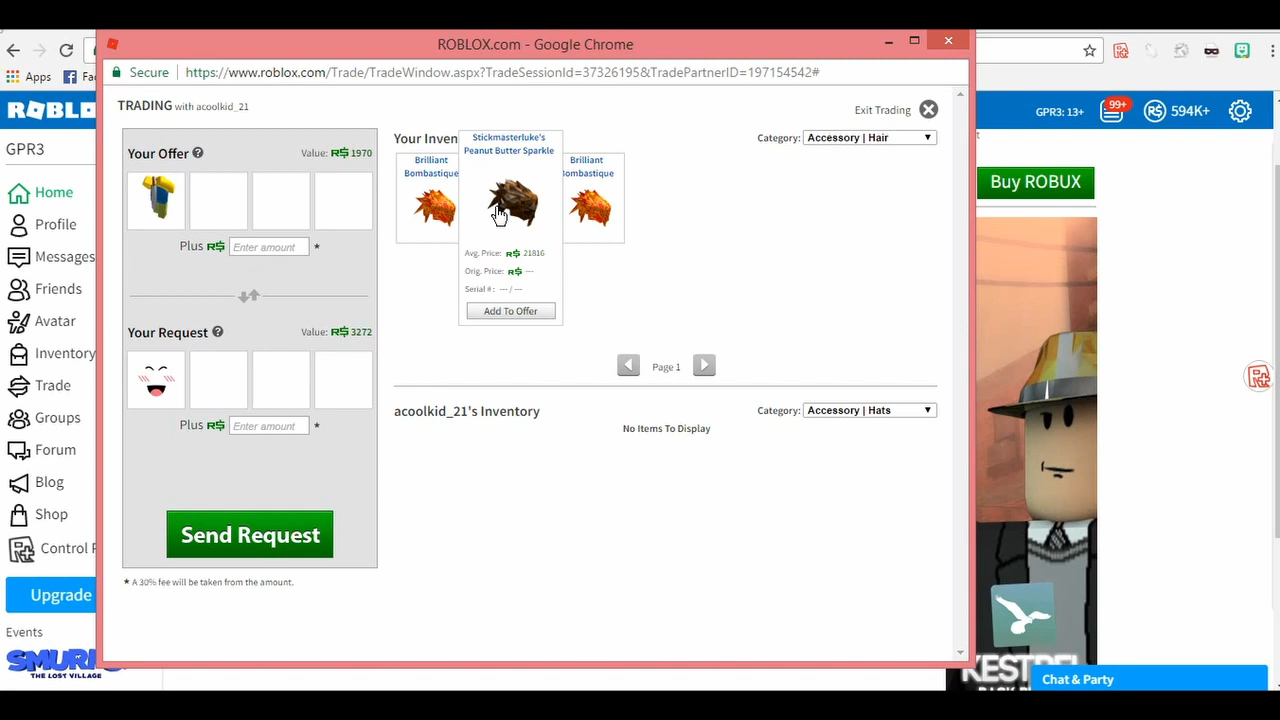 ROBLOX.com - Google Chrome
Secure
https://www.roblox.com/Trade/TradeWindow.aspx?TradeSessionId=37326195&TradePartnerID=197154542#
Apps
ROBLOX
GPR3: 13+
99+
594K+
GPR3
Home
Profile
Messages
Friends
Avatar
Inventory
Trade
Groups
Forum
Blog
Shop
Control P
Upgrade
Events
SMURFS
THE LOST VILLAGE
TRADING with acoolkid_21
Exit Trading
Your Offer
Value: R$ 1970
Plus R$ Enter amount *
Your Request
Value: R$ 3272
Plus R$ Enter amount *
Send Request
* A 30% fee will be taken from the amount.
Your Inven
Category: Accessory | Hair
Brilliant
Bombastique
Stickmasterluke's
Peanut Butter Sparkle
Avg. Price: R$ 21816
Orig. Price: R$ ---
Serial #: --- / ---
Add To Offer
Brilliant
Bombastique
Page 1
acoolkid_21's Inventory
Category: Accessory | Hats
No Items To Display
Buy ROBUX
KESTREL
Chat & Party